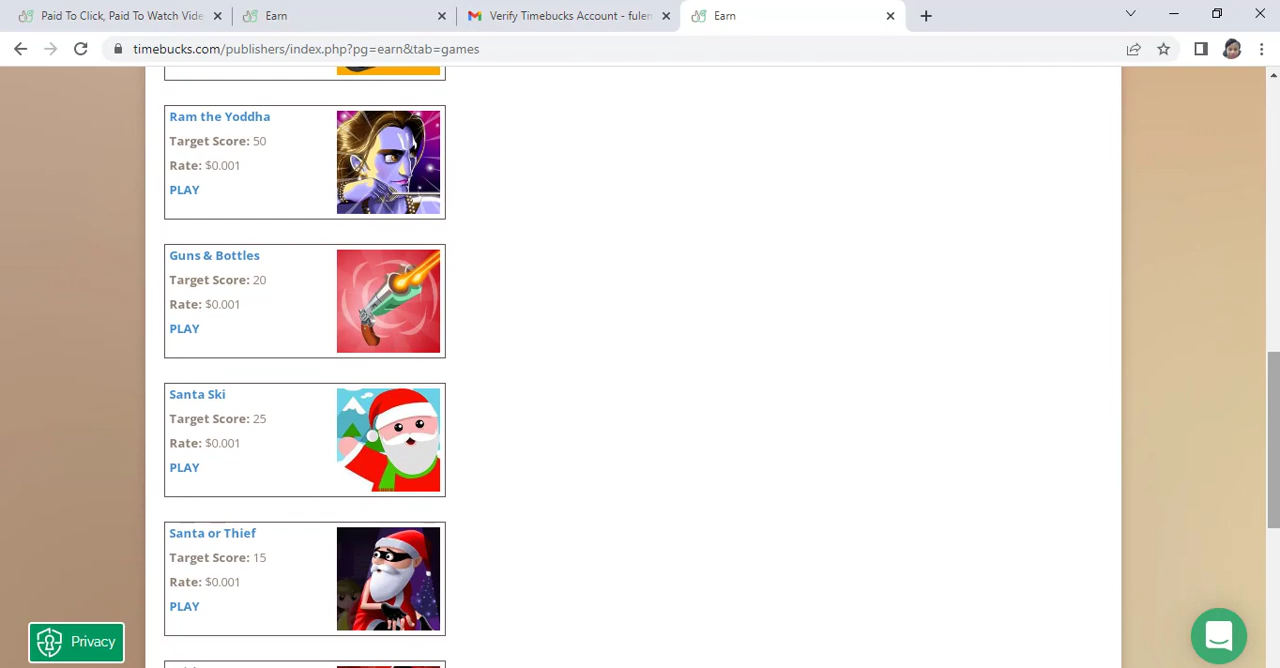 Paid To Click, Paid To Watch Vide
Earn
Verify Timebucks Account - fulen
Earn
timebucks.com/publishers/index.php?pg=earn&tab=games
Ram the Yoddha
Target Score: 50
Rate: $0.001
PLAY
Guns & Bottles
Target Score: 20
Rate: $0.001
PLAY
Santa Ski
Target Score: 25
Rate: $0.001
PLAY
Santa or Thief
Target Score: 15
Rate: $0.001
PLAY
Privacy